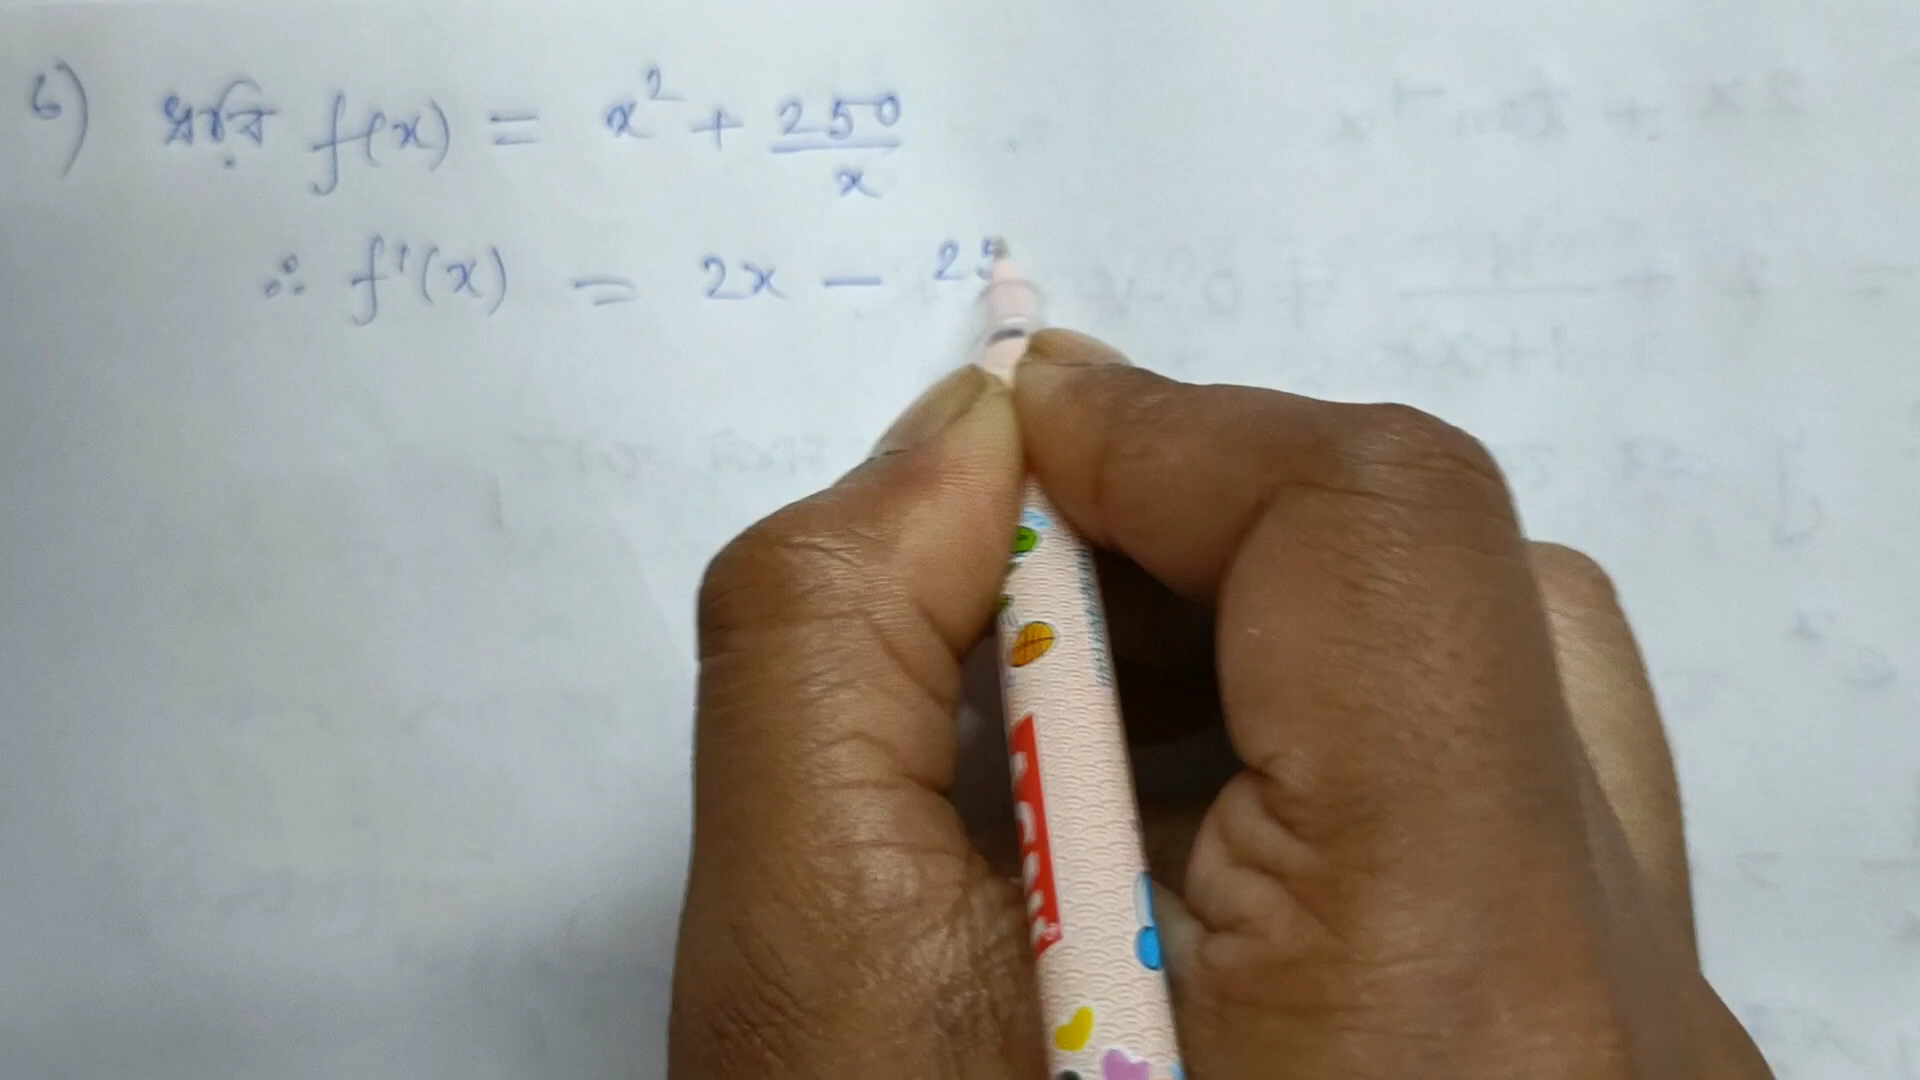 6) ধরি f(x) = x² + 250/x
∴ f'(x) = 2x - 25